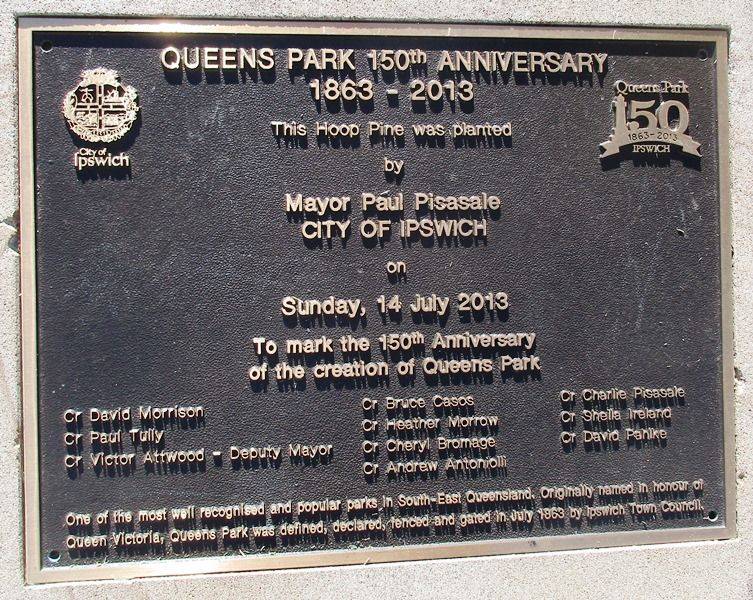 QUEENS PARK 150th ANNIVERSARY
1863 - 2013
City of
Ipswich
Queens Park
150
1863-2013
IPSWICH
This Hoop Pine was planted
by
Mayor Paul Pisasale
CITY OF IPSWICH
on
Sunday, 14 July 2013
To mark the 150th Anniversary
of the creation of Queens Park
Cr David Morrison
Cr Paul Tully
Cr Victor Attwood - Deputy Mayor
Cr Bruce Casos
Cr Heather Morrow
Cr Cheryl Bromage
Cr Andrew Antoniolli
Cr Charlie Pisasale
Cr Sheila Ireland
Cr David Pahlke
One of the most well recognised and popular parks in South-East Queensland. Originally named in honour of
Queen Victoria, Queens Park was defined, declared, fenced and gated in July 1863 by Ipswich Town Council.